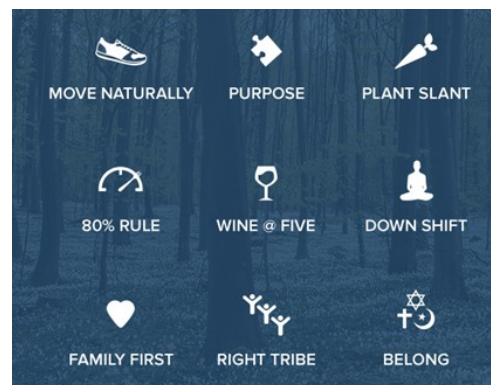 MOVE NATURALLY
PURPOSE
PLANT SLANT
80% RULE
WINE @ FIVE
DOWN SHIFT
FAMILY FIRST
RIGHT TRIBE
BELONG